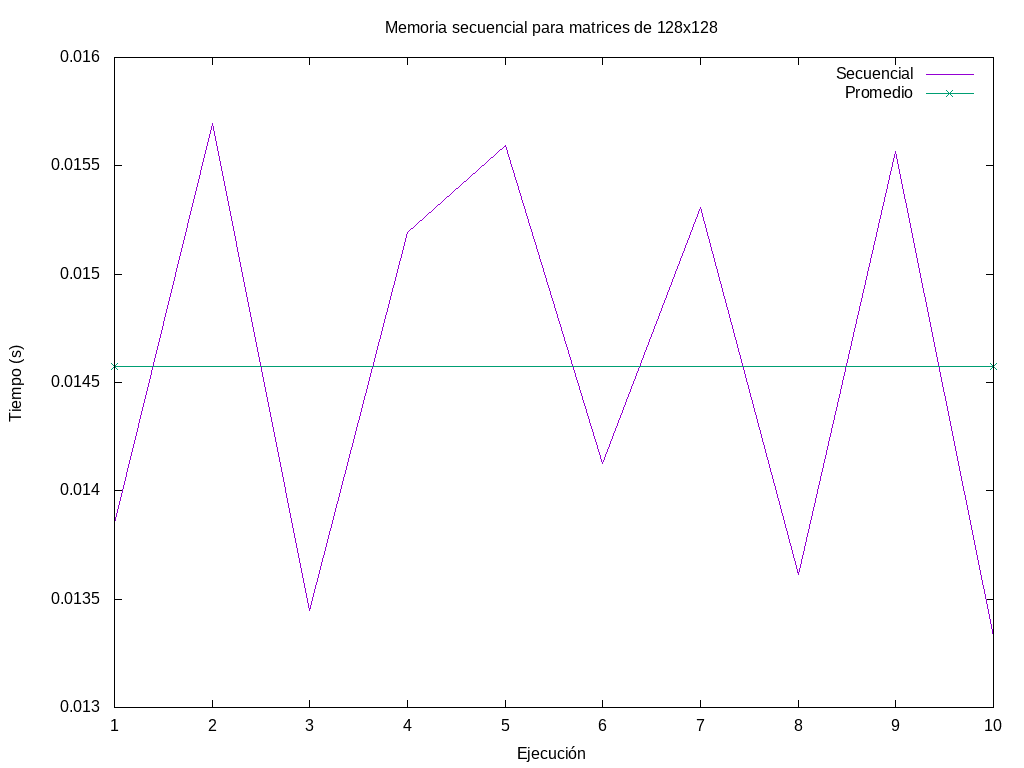 Memoria secuencial para matrices de 128x128
Secuencial
Promedio
0.016
0.0155
0.015
0.0145
0.014
0.0135
0.013
Tiempo (s)
1 2 3 4 5 6 7 8 9 10
Ejecución